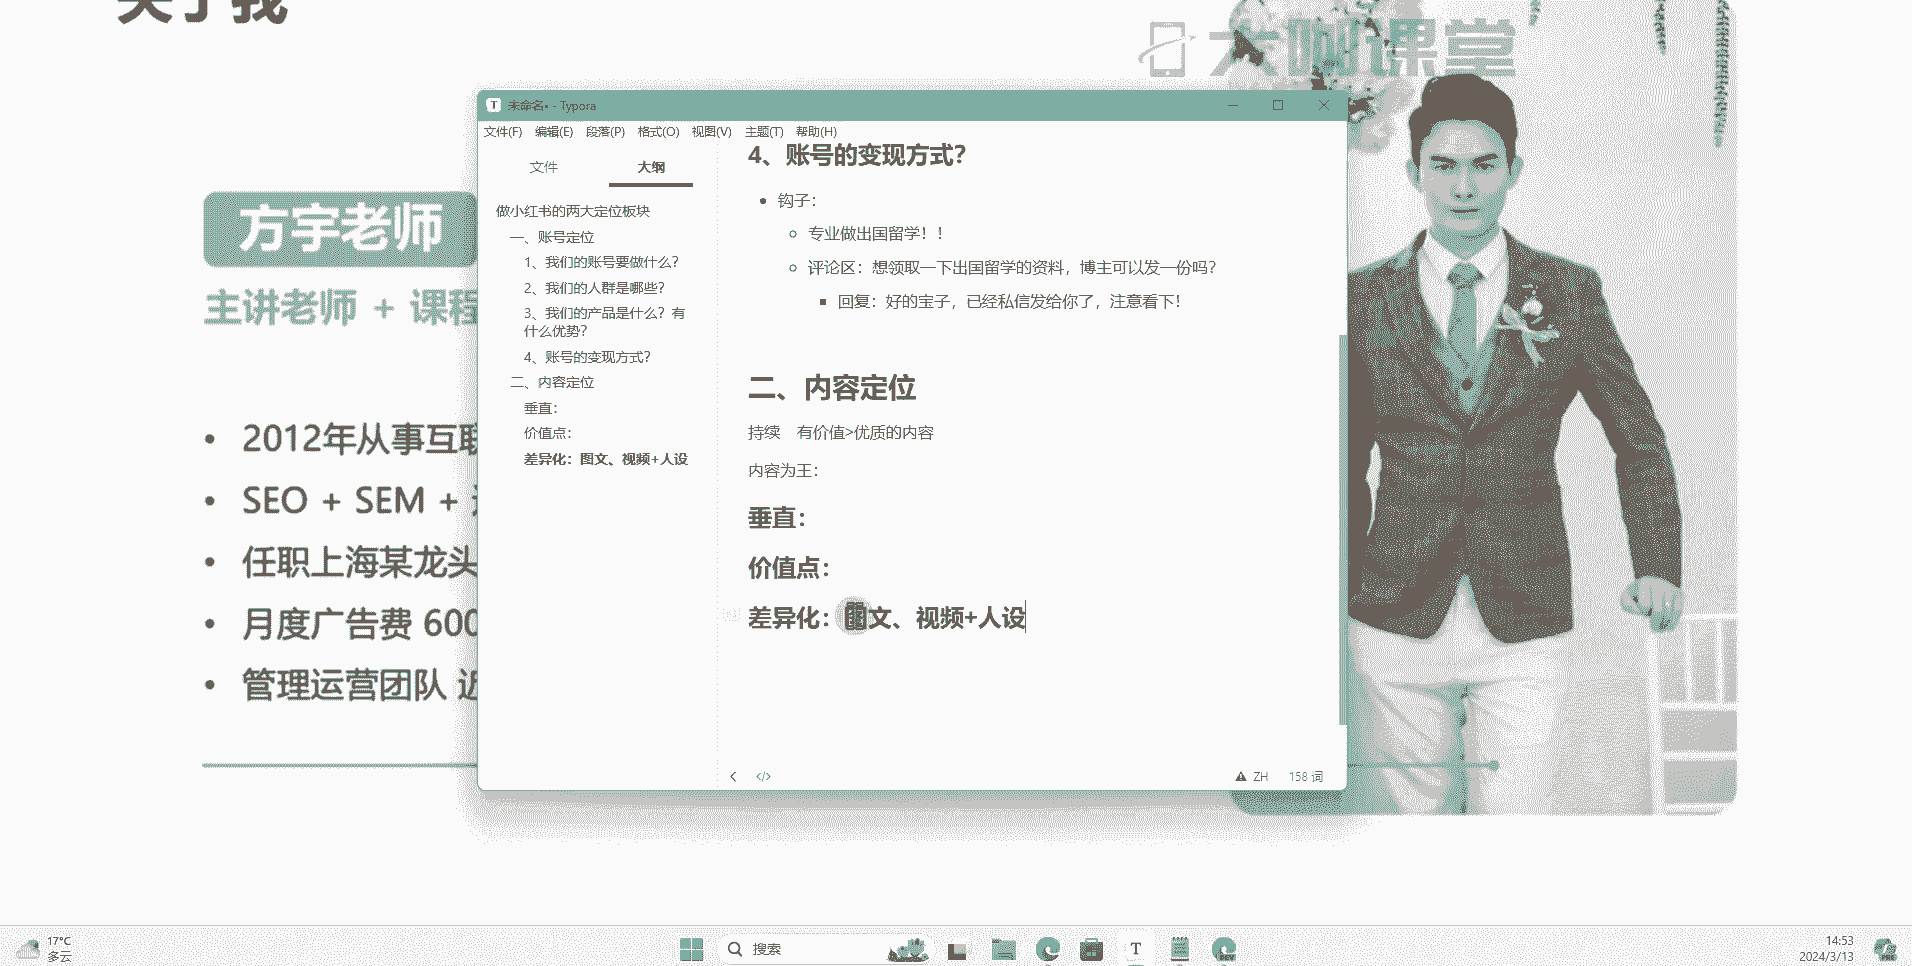 关于我
大咖课堂
方宇老师
主讲老师 + 课程
2012年从事互联
SEO + SEM +
任职上海某龙头
月度广告费 600
管理运营团队 近
T 未命名• - Typora
文件(F) 编辑(E) 段落(P) 格式(O) 视图(V) 主题(T) 帮助(H)
文件 大纲
做小红书的两大定位板块
一、账号定位
1、我们的账号要做什么？
2、我们的人群是哪些？
3、我们的产品是什么？有
什么优势？
4、账号的变现方式？
二、内容定位
垂直：
价值点：
差异化：图文、视频+人设
4、账号的变现方式？
钩子：
专业做出国留学！！
评论区：想领取一下出国留学的资料，博主可以发一份吗？
回复：好的宝子，已经私信发给你了，注意看下！
二、内容定位
持续 有价值>优质的内容
内容为王：
垂直：
价值点：
差异化：图文、视频+人设
ZH 158 词
17°C
多云
搜索
T
DEV
14:53
2024/3/13
PRE